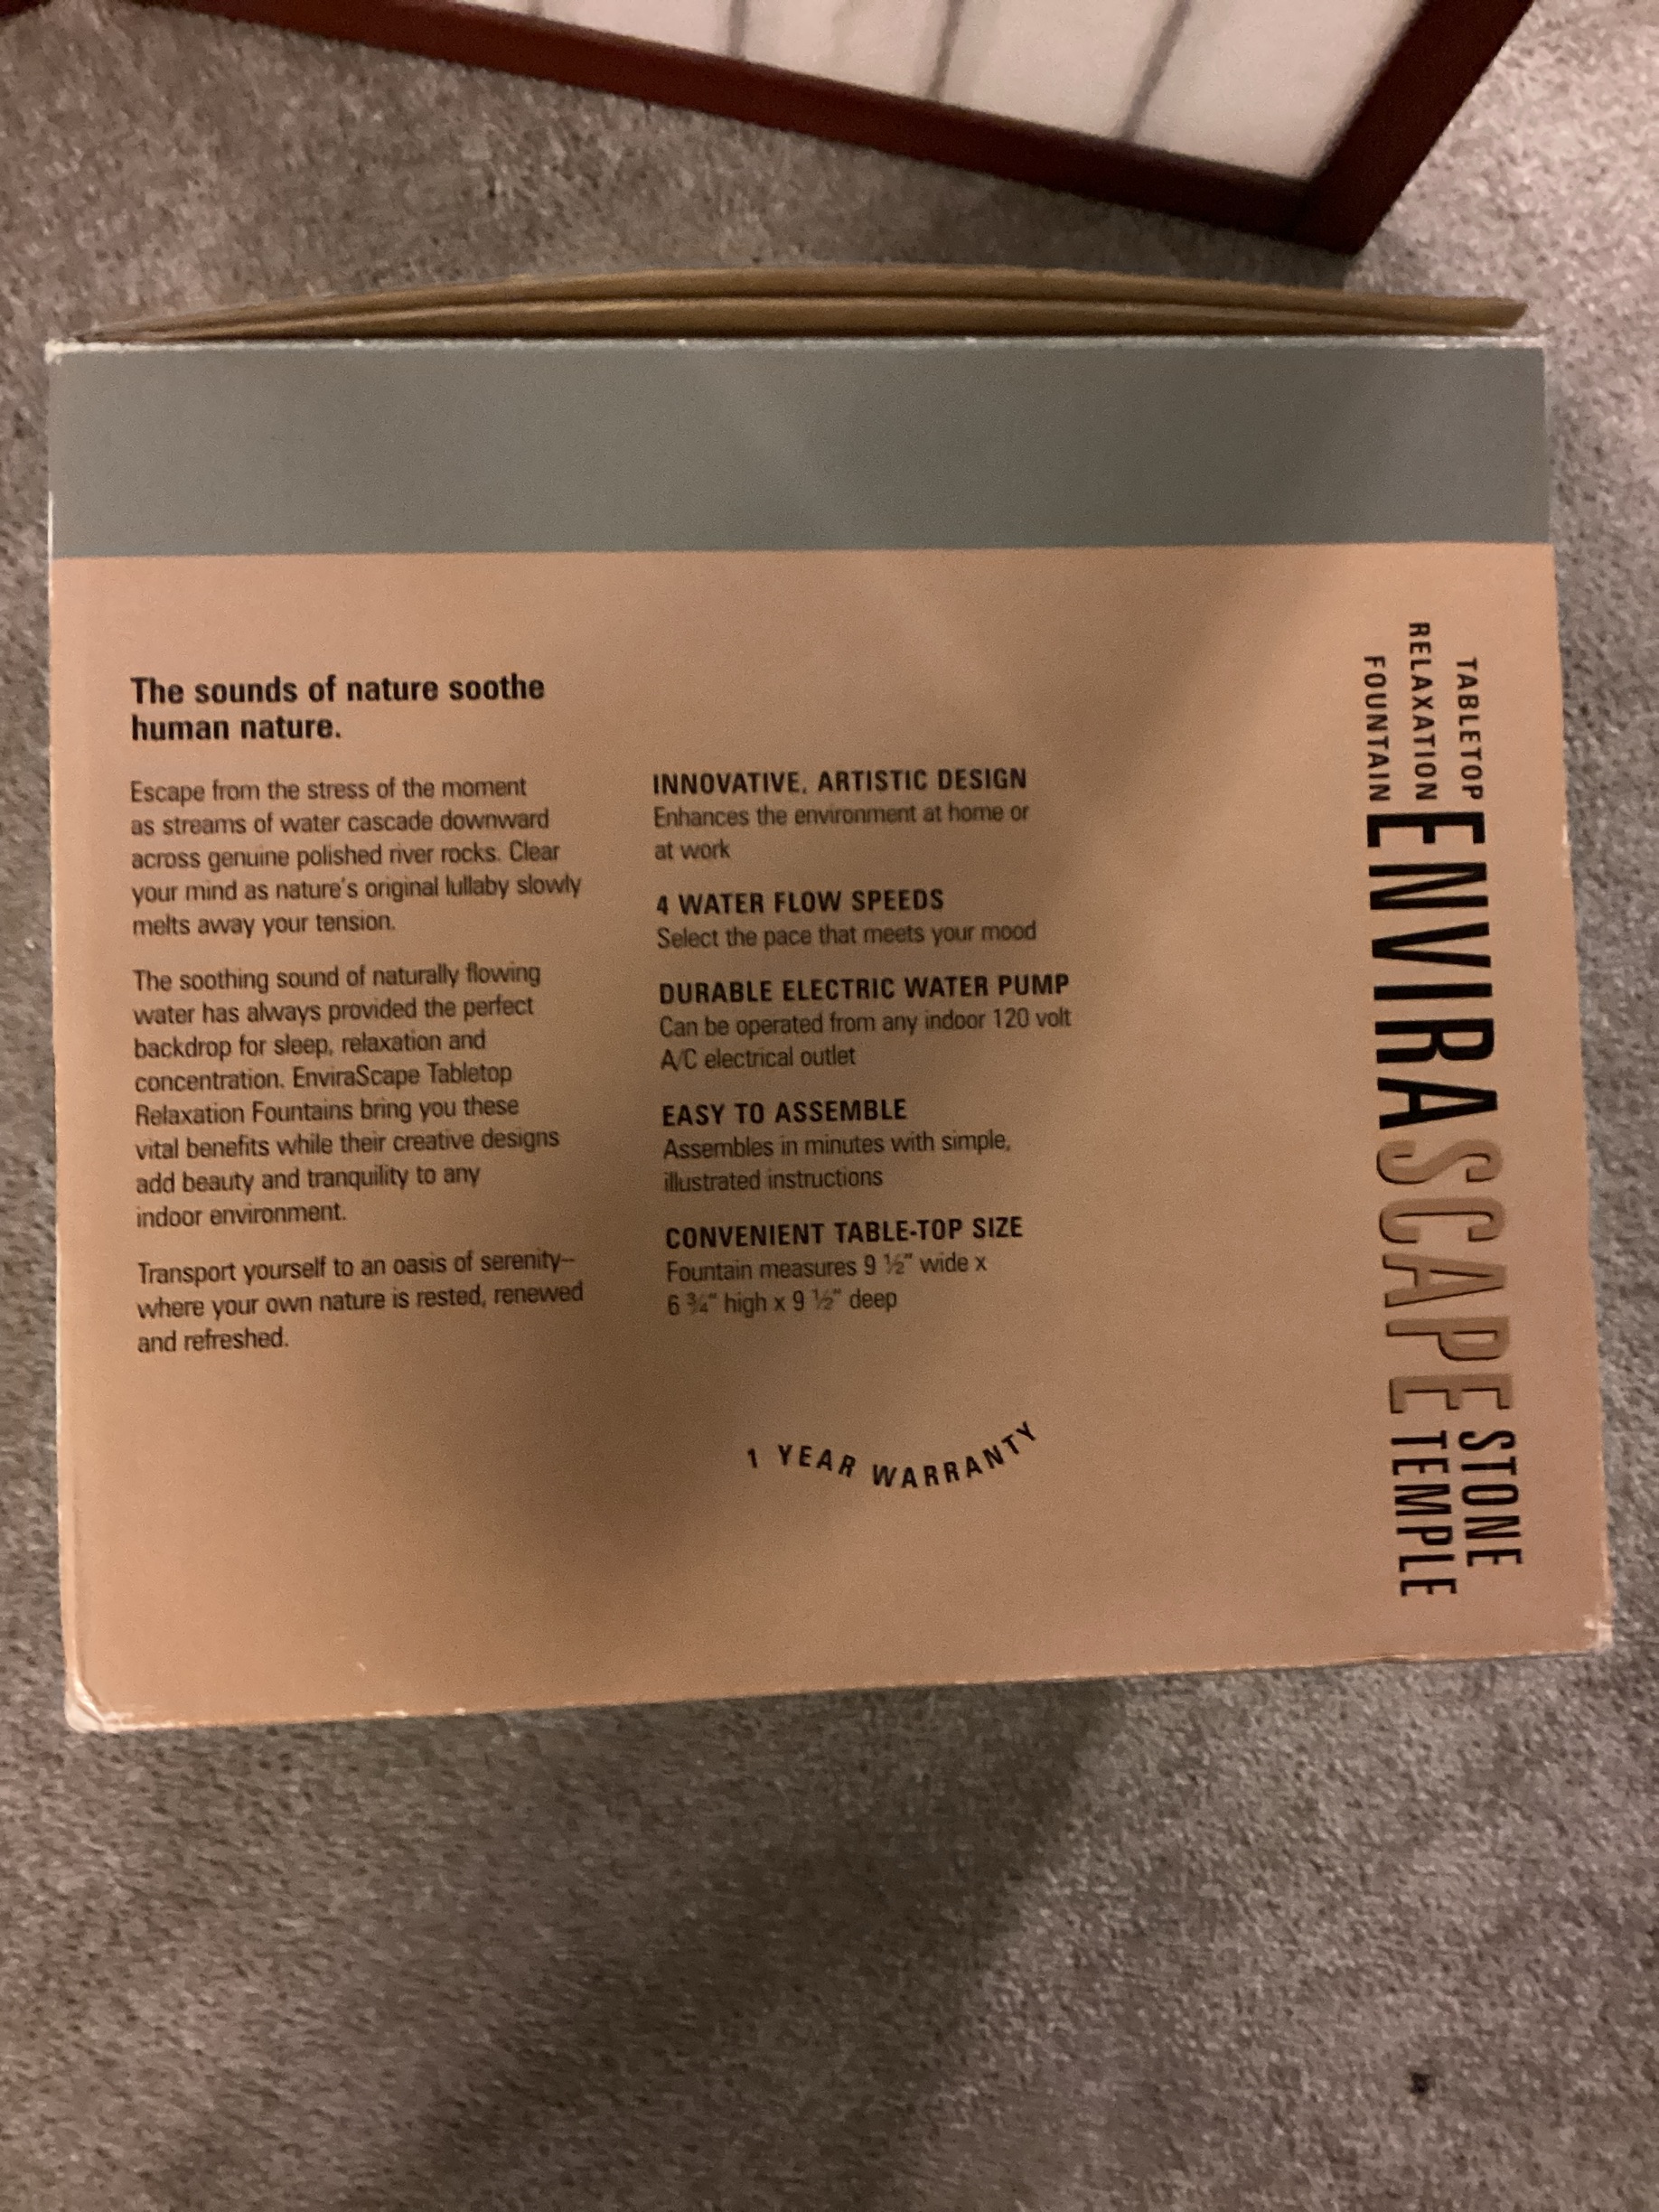 The sounds of nature soothe
human nature.
Escape from the stress of the moment
as streams of water cascade downward
across genuine polished river rocks. Clear
your mind as nature's original lullaby slowly
melts away your tension.
The soothing sound of naturally flowing
water has always provided the perfect
backdrop for sleep, relaxation and
concentration. EnviraScape Tabletop
Relaxation Fountains bring you these
vital benefits while their creative designs
add beauty and tranquility to any
indoor environment.
Transport yourself to an oasis of serenity–
where your own nature is rested, renewed
and refreshed.
INNOVATIVE, ARTISTIC DESIGN
Enhances the environment at home or
at work
4 WATER FLOW SPEEDS
Select the pace that meets your mood
DURABLE ELECTRIC WATER PUMP
Can be operated from any indoor 120 volt
A/C electrical outlet
EASY TO ASSEMBLE
Assembles in minutes with simple,
illustrated instructions
CONVENIENT TABLE-TOP SIZE
Fountain measures 9 ½" wide x
6 ¾" high x 9 ½" deep
1 YEAR WARRANTY
TABLETOP
RELAXATION
FOUNTAIN
ENVIRASCAPE
STONE
TEMPLE